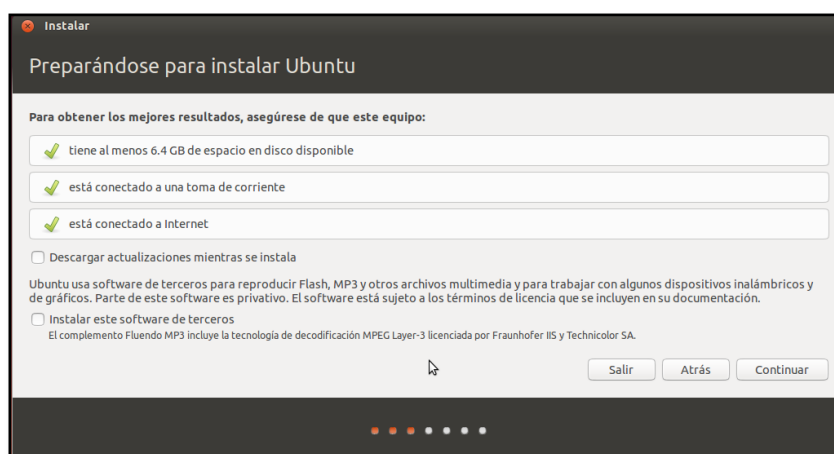 Instalar
Preparándose para instalar Ubuntu
Para obtener los mejores resultados, asegúrese de que este equipo:
tiene al menos 6.4 GB de espacio en disco disponible
está conectado a una toma de corriente
está conectado a Internet
Descargar actualizaciones mientras se instala
Ubuntu usa software de terceros para reproducir Flash, MP3 y otros archivos multimedia y para trabajar con algunos dispositivos inalámbricos y
de gráficos. Parte de este software es privativo. El software está sujeto a los términos de licencia que se incluyen en su documentación.
Instalar este software de terceros
El complemento Fluendo MP3 incluye la tecnología de decodificación MPEG Layer-3 licenciada por Fraunhofer IIS y Technicolor SA.
Salir Atrás Continuar